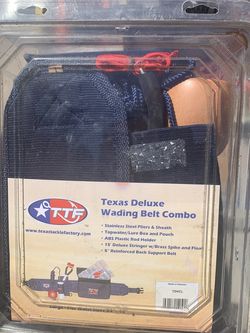 TTF
™
www.texastacklefactory.com
Texas Deluxe
Wading Belt Combo
• Stainless Steel Pliers & Sheath
• Topwater/Lure Box and Pouch
• ABS Plastic Rod Holder
• 15' Deluxe Stringer w/Brass Spike and Float
• 6" Reinforced Back Support Belt